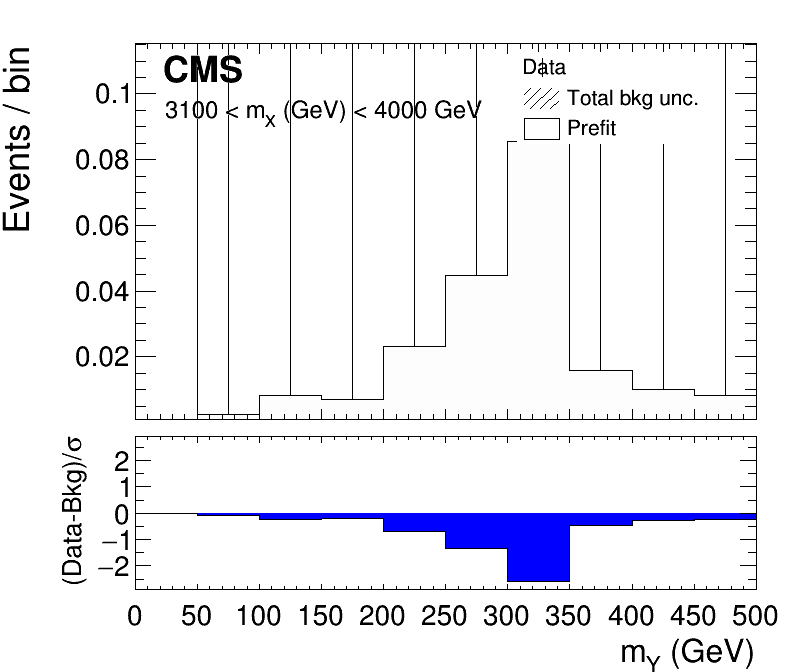 Events / bin
CMS
3100 < m_X (GeV) < 4000 GeV
Data
Total bkg unc.
Prefit
0.1
0.08
0.06
0.04
0.02
(Data-Bkg)/σ
2
1
0
−1
−2
0 50 100 150 200 250 300 350 400 450 500
m_Y (GeV)